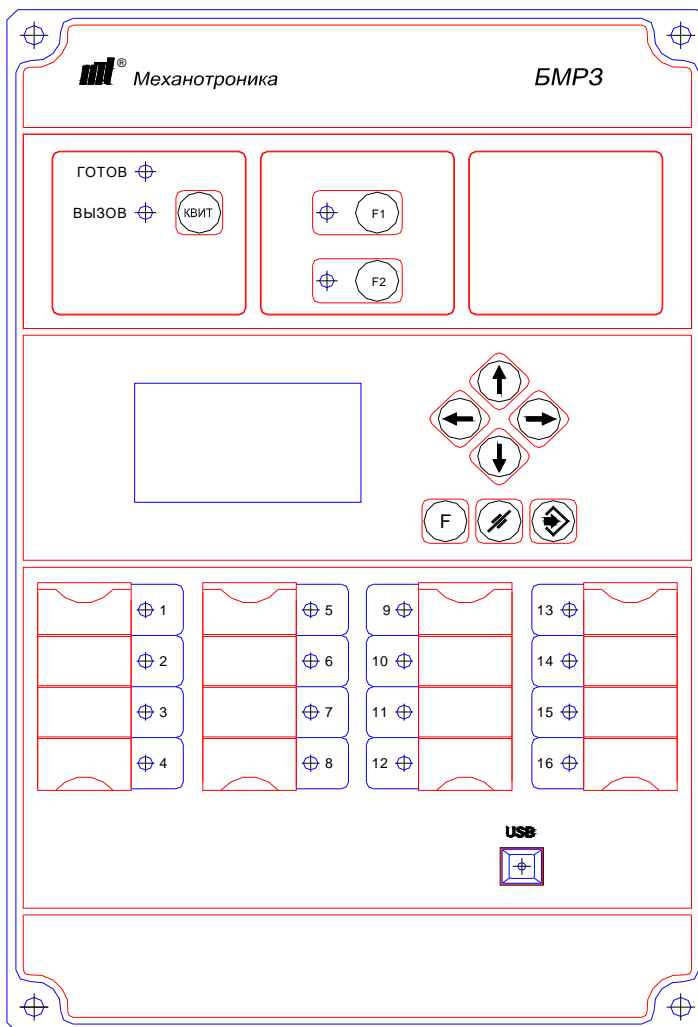 ® Механотроника БМРЗ
ГОТОВ
ВЫЗОВ КВИТ F1
F2
F
1 5 9 13
2 6 10 14
3 7 11 15
4 8 12 16
USB